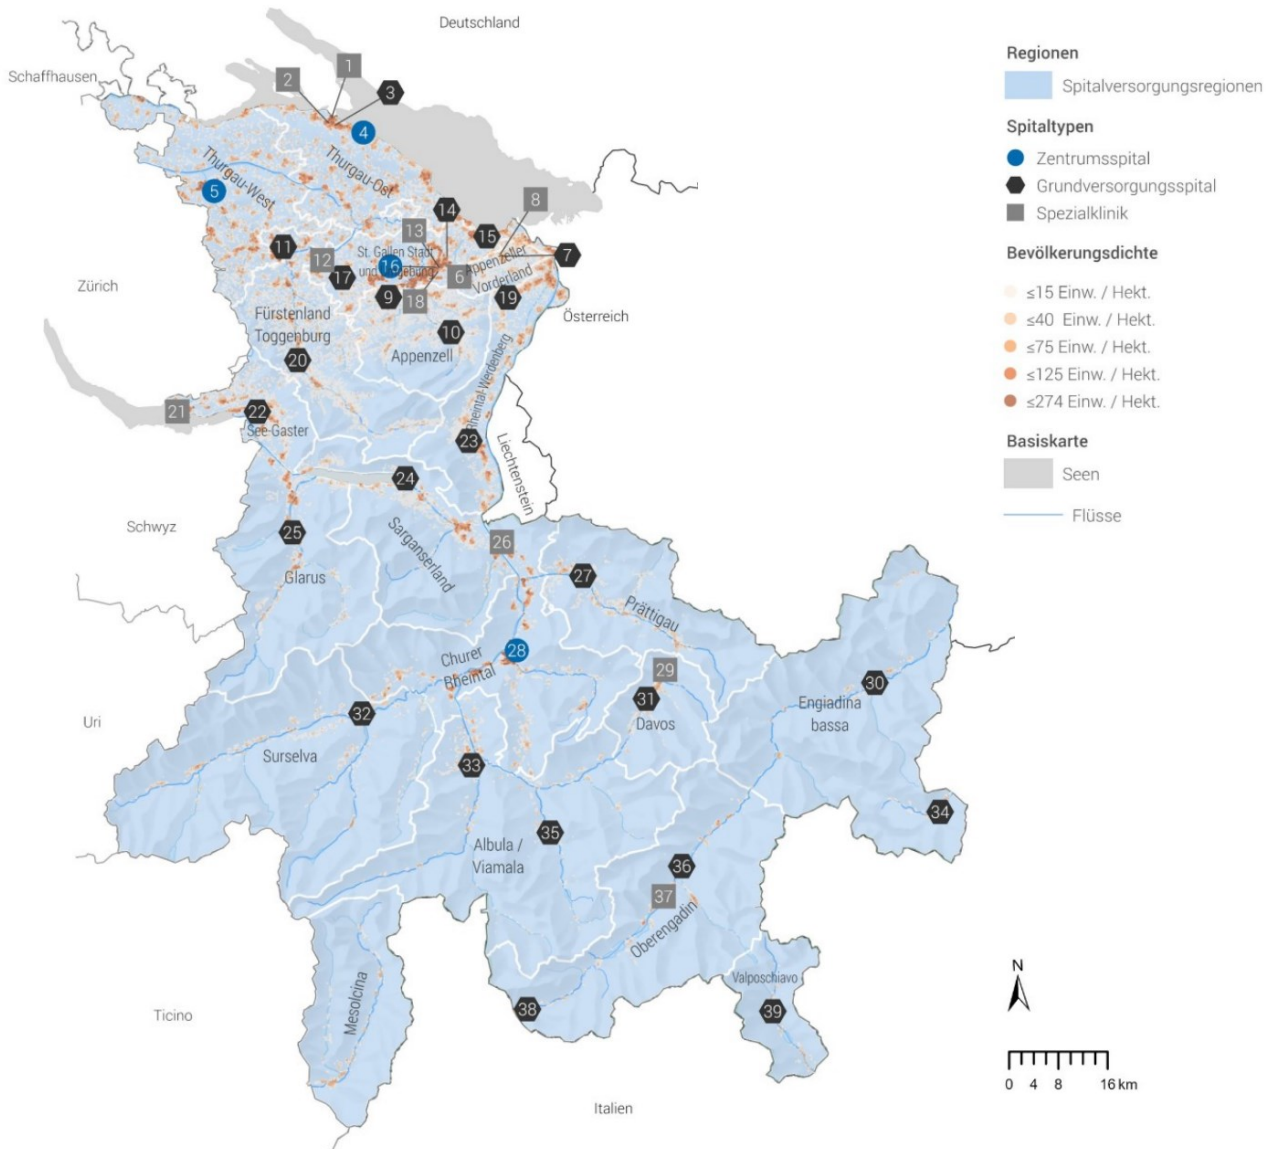 Deutschland
Schaffhausen
1
2
3
4
Thurgau-Ost
Thurgau-West
5
8
14
13
15
7
11
St. Gallen Stadt
und Umgebung
16
12
17
6
Appenzeller
Vorderland
9
18
19
Zürich
Fürstenland
Toggenburg
Österreich
10
Appenzell
20
Rheintal-Werdenberg
21
22
See-Gaster
23
Liechtenstein
24
Schwyz
25
Sarganserland
26
Glarus
27
Prättigau
28
Churer
Rheintal
29
31
Davos
30
Engiadina
bassa
Uri
32
Surselva
33
34
35
Albula /
Viamala
36
37
Oberengadin
Valposchiavo
Mesolcina
38
39
Ticino
Italien
Regionen
Spitalversorgungsregionen
Spitaltypen
Zentrumsspital
Grundversorgungsspital
Spezialklinik
Bevölkerungsdichte
≤15 Einw. / Hekt.
≤40 Einw. / Hekt.
≤75 Einw. / Hekt.
≤125 Einw. / Hekt.
≤274 Einw. / Hekt.
Basiskarte
Seen
Flüsse
N
0 4 8 16 km